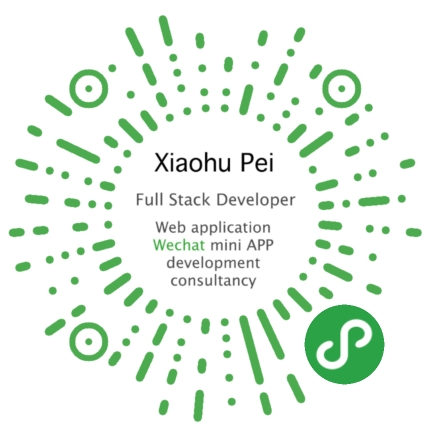 Xiaohu Pei
Full Stack Developer
Web application
Wechat mini APP
development
consultancy